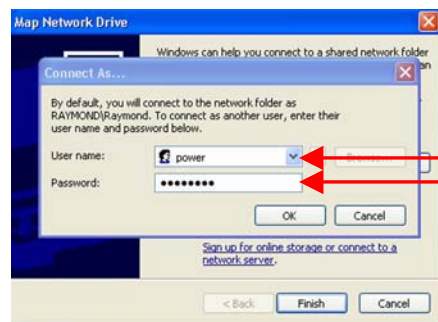 Map Network Drive
Windows can help you connect to a shared network folder
Connect As...
an
By default, you will connect to the network folder as
RAYMOND\Raymond. To connect as another user, enter their
user name and password below.
User name: power
Browse...
Password: ••••••••
OK Cancel
Sign up for online storage or connect to a
network server.
< Back Finish Cancel